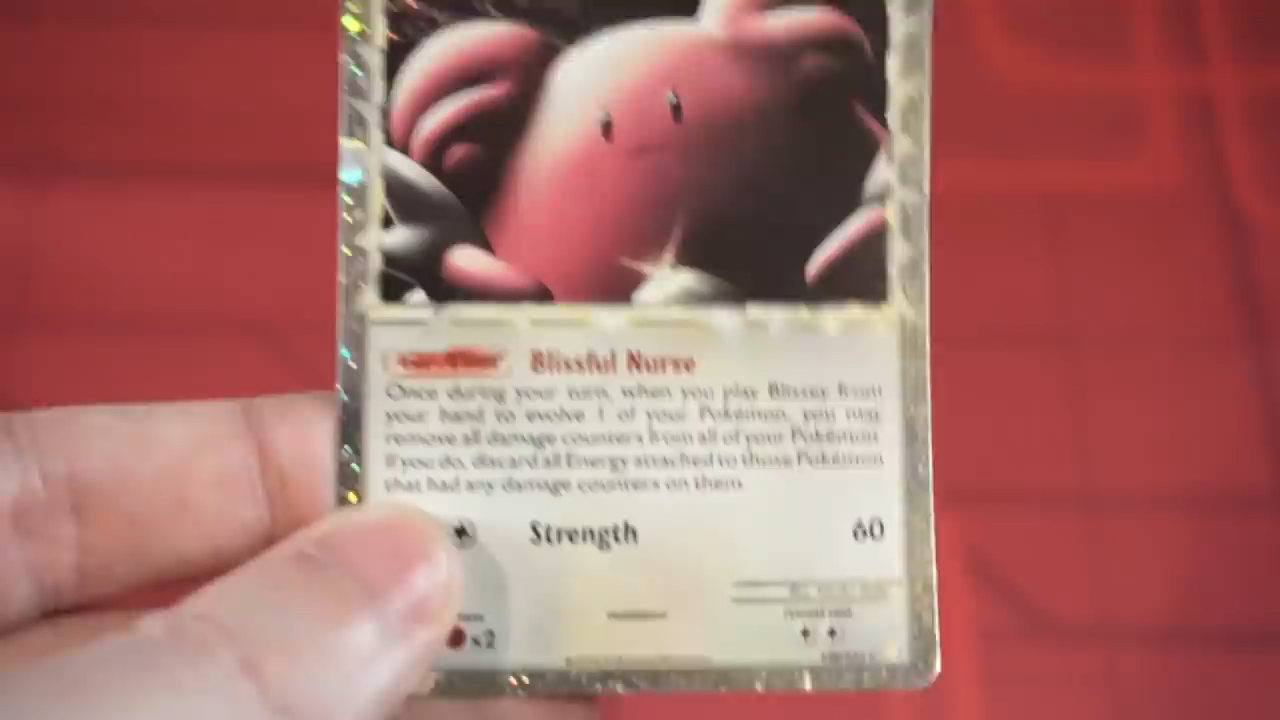 Blissful Nurse
Once during your turn, when you play Blissey from
your hand to evolve 1 of your Pokémon, you may
remove all damage counters from all of your Pokémon.
If you do, discard all Energy attached to those Pokémon
that had any damage counters on them.
Strength 60
x2